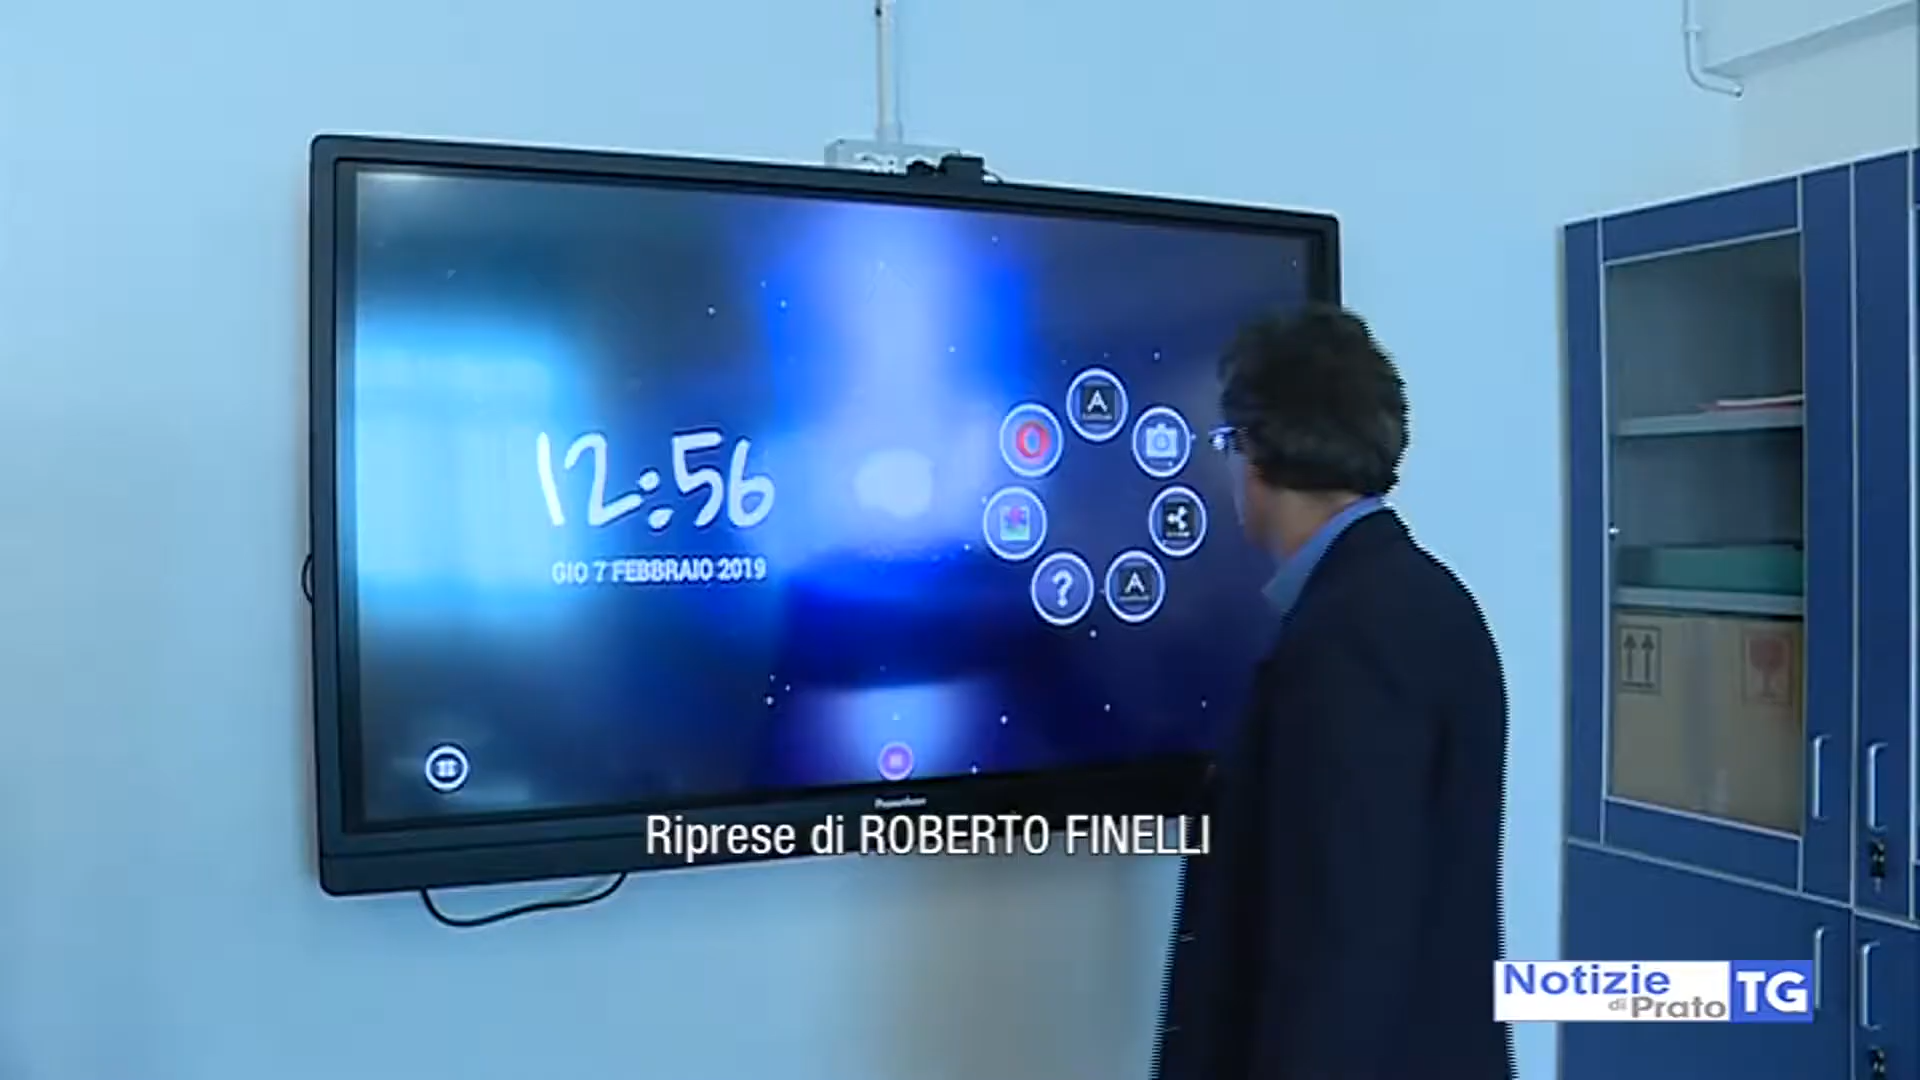 12:56
GIO 7 FEBBRAIO 2019
A
A
?
Riprese di ROBERTO FINELLI
Notizie
di Prato
TG